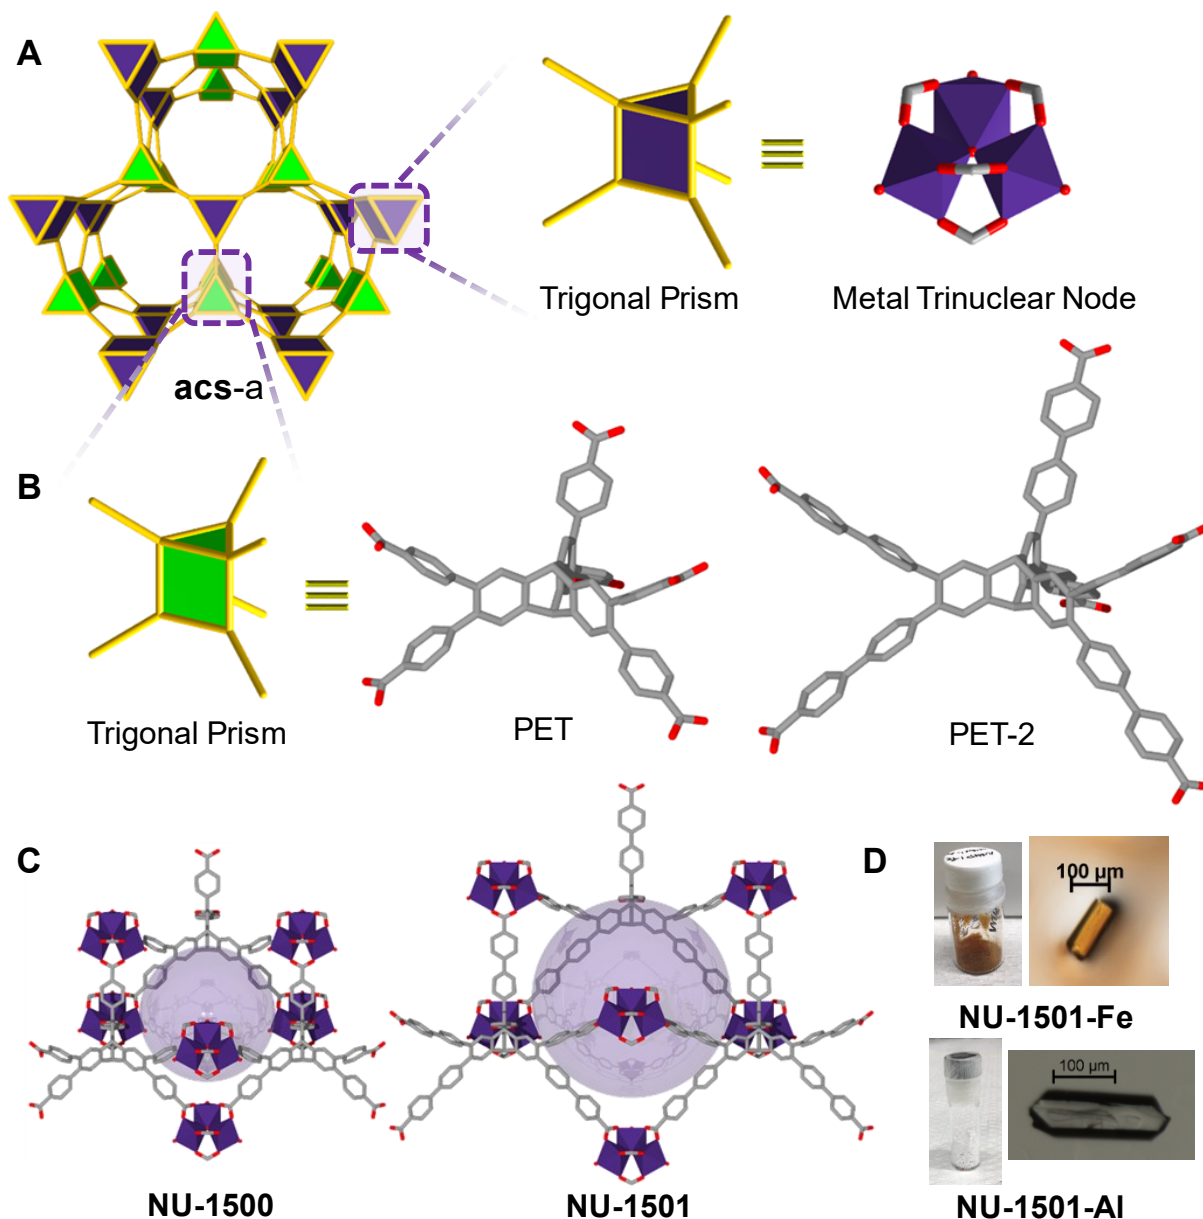 A
Trigonal Prism
Metal Trinuclear Node
acs-a
B
Trigonal Prism
PET
PET-2
C
D
100 µm
NU-1501-Fe
100 µm
NU-1500
NU-1501
NU-1501-Al